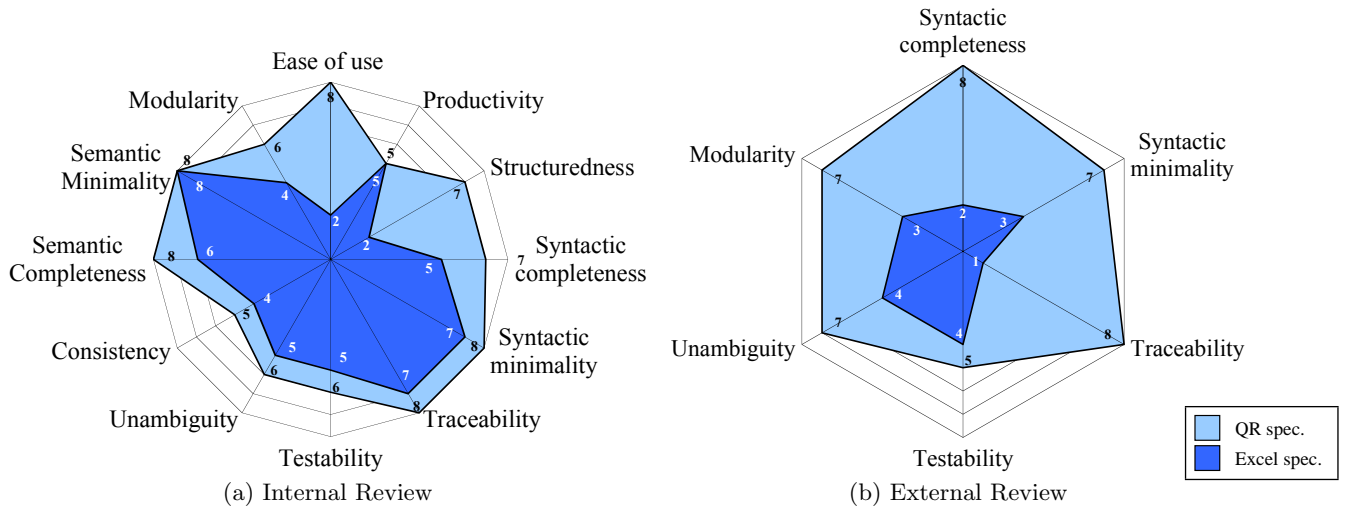 Ease of use
Modularity
Productivity
8
8
6
5
Semantic
Minimality
Structuredness
8
4
5
7
2
2
Semantic
Completeness
8
6
5
7
Syntactic
completeness
4
5
Consistency
7
8
Syntactic
minimality
5
5
6
6
7
8
Unambiguity
Traceability
Testability
(a) Internal Review
Syntactic
completeness
8
Modularity
Syntactic
minimality
7
7
2
3
3
1
4
7
4
8
Unambiguity
Traceability
5
Testability
QR spec.
Excel spec.
(b) External Review